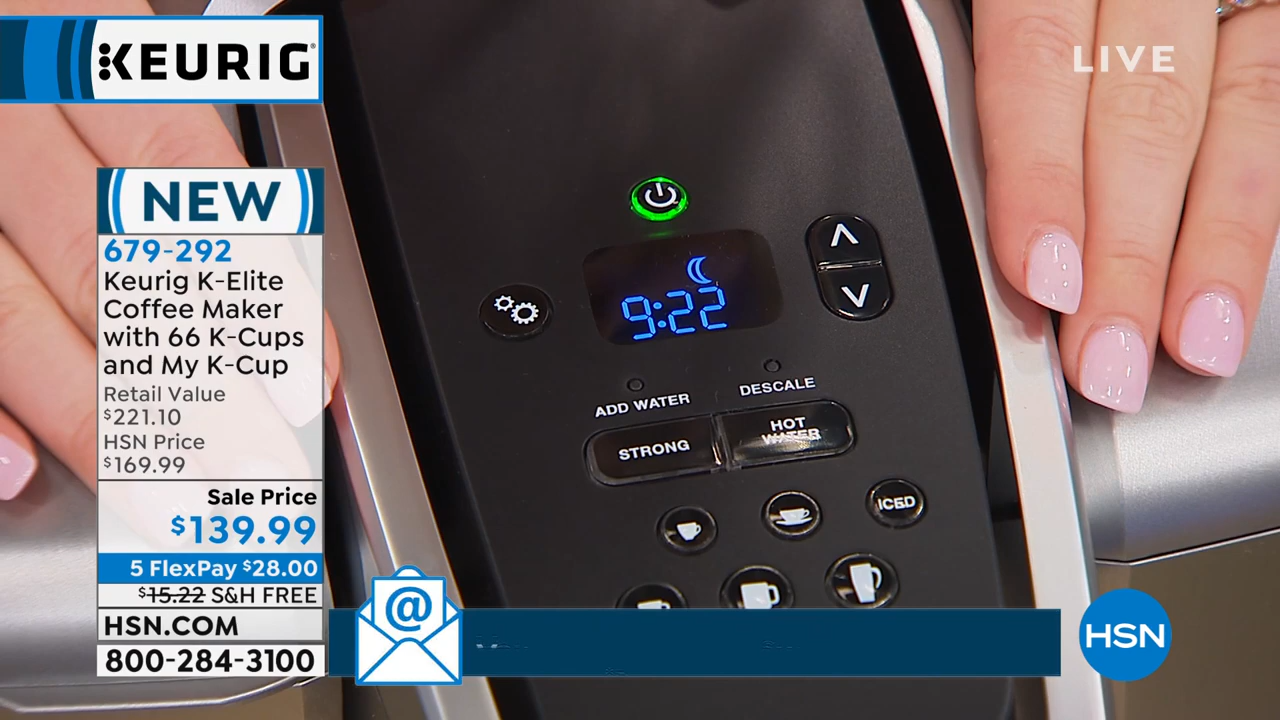 KEURIG
LIVE
NEW
679-292
Keurig K-Elite
Coffee Maker
with 66 K-Cups
and My K-Cup
Retail Value
$221.10
HSN Price
$169.99
Sale Price
$139.99
5 FlexPay $28.00
$15.22 S&H FREE
HSN.COM
800-284-3100
9:22
ADD WATER
DESCALE
STRONG
HOT
WATER
ICED
@
HSN